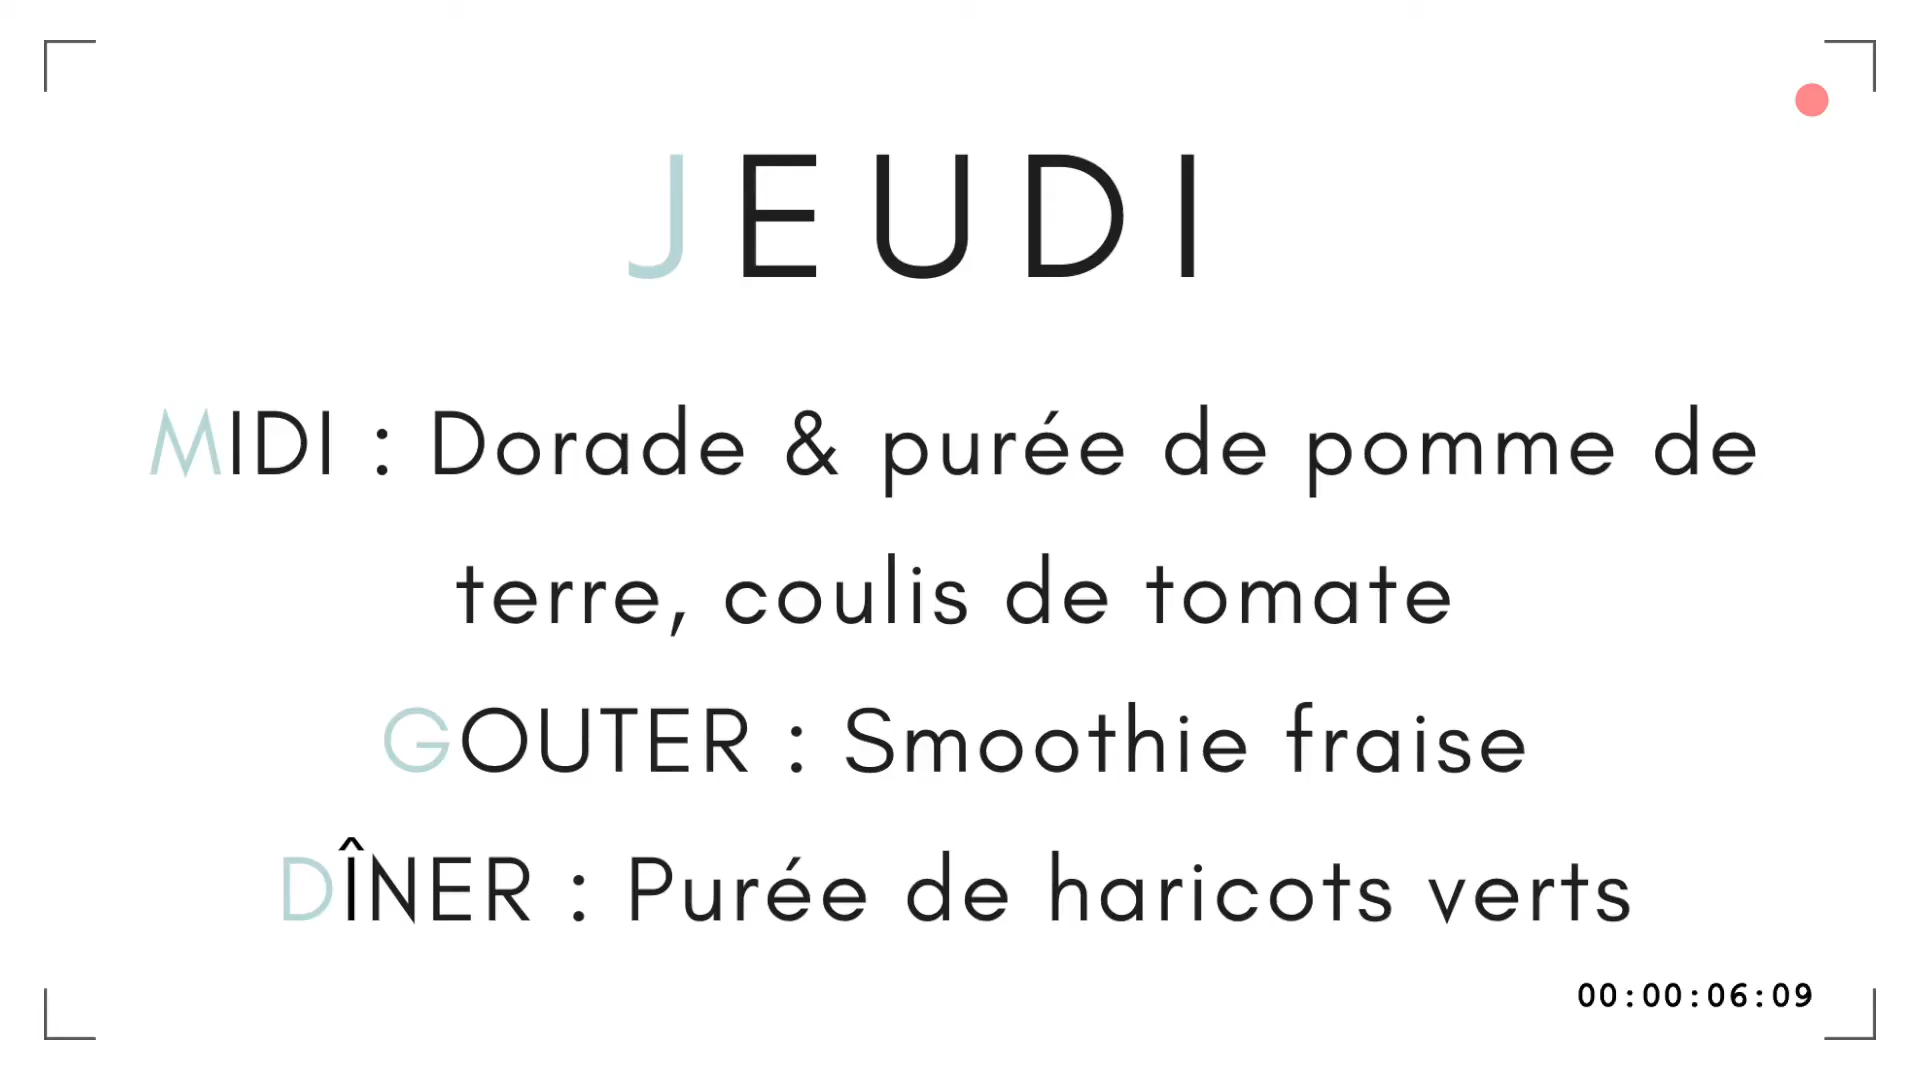 JEUDI
MIDI : Dorade & purée de pomme de
terre, coulis de tomate
GOUTER : Smoothie fraise
DÎNER : Purée de haricots verts
00:00:06:09